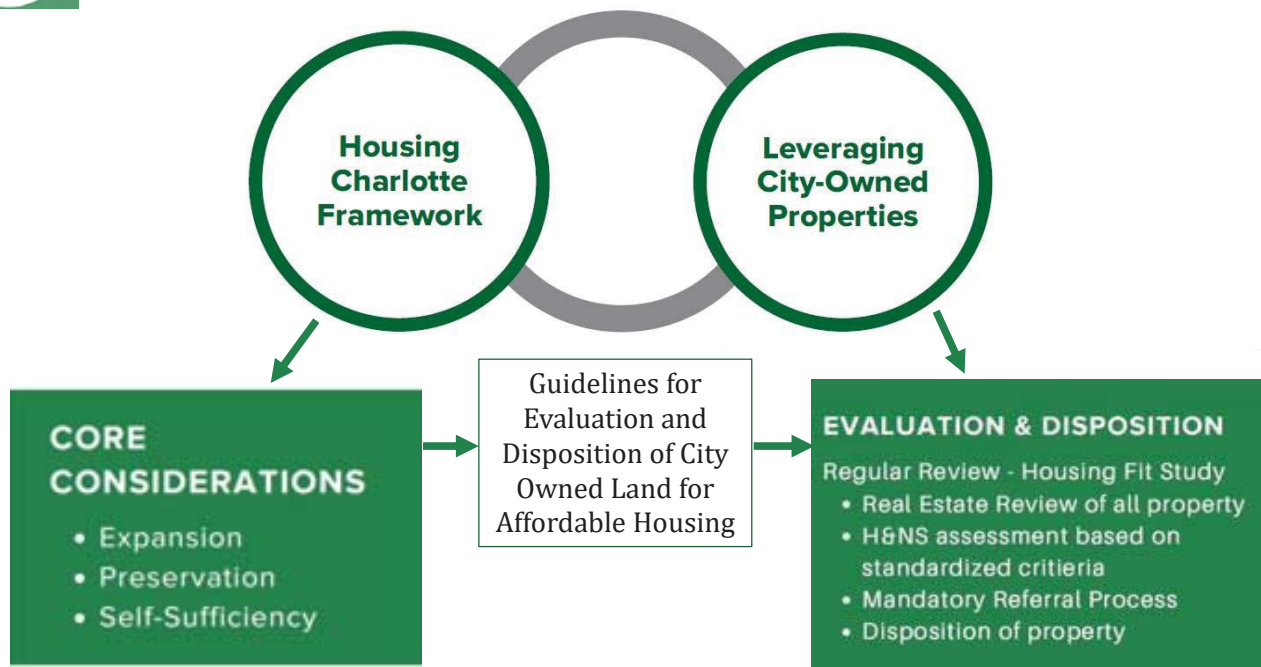 Housing
Charlotte
Framework
Leveraging
City-Owned
Properties
CORE
CONSIDERATIONS
• Expansion
• Preservation
• Self-Sufficiency
Guidelines for
Evaluation and
Disposition of City
Owned Land for
Affordable Housing
EVALUATION & DISPOSITION
Regular Review - Housing Fit Study
• Real Estate Review of all property
• H&NS assessment based on
standardized critieria
• Mandatory Referral Process
• Disposition of property